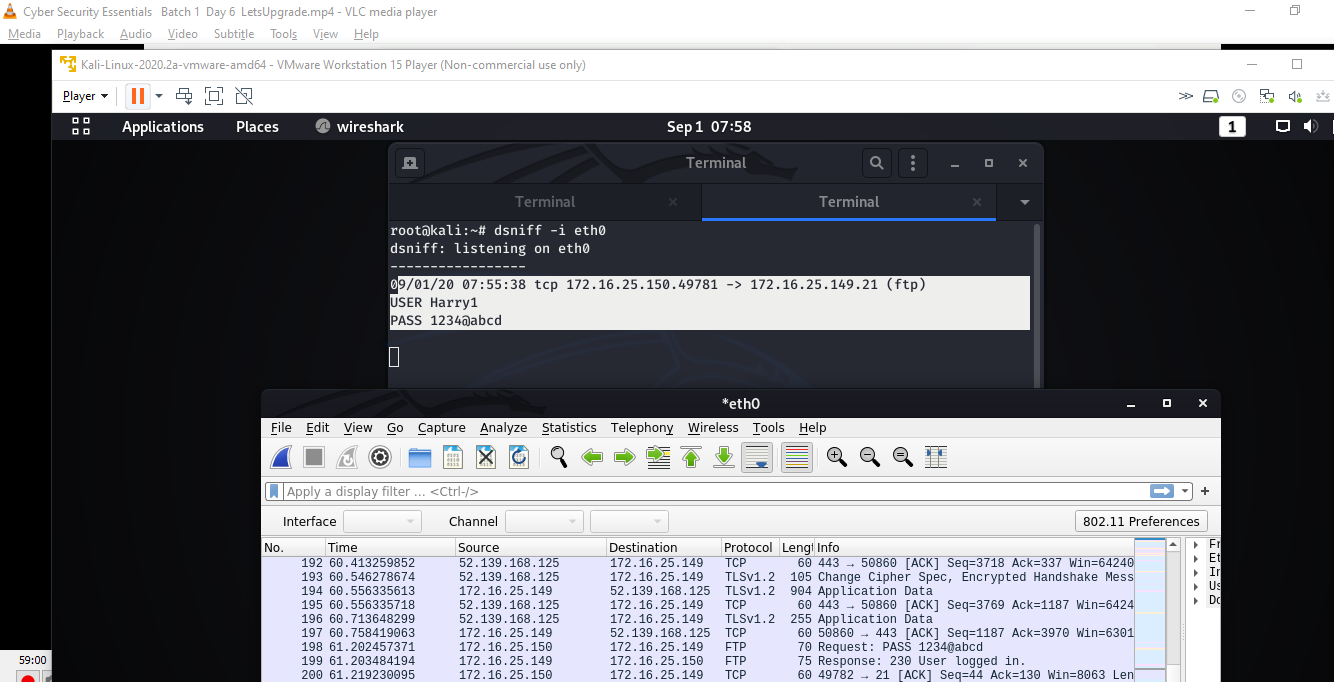 Cyber Security Essentials  Batch 1  Day 6  LetsUpgrade.mp4 - VLC media player
Media Playback Audio Video Subtitle Tools View Help
Kali-Linux-2020.2a-vmware-amd64 - VMware Workstation 15 Player (Non-commercial use only)
Player
Applications Places wireshark Sep 1 07:58 1
Terminal
Terminal Terminal
root@kali:~# dsniff -i eth0
dsniff: listening on eth0
-----------------
09/01/20 07:55:38 tcp 172.16.25.150.49781 -> 172.16.25.149.21 (ftp)
USER Harry1
PASS 1234@abcd
*eth0
File Edit View Go Capture Analyze Statistics Telephony Wireless Tools Help
Apply a display filter ... <Ctrl-/>
Interface Channel 802.11 Preferences
No. Time Source Destination Protocol Lengt Info
192 60.413259852 52.139.168.125 172.16.25.149 TCP 60 443 → 50860 [ACK] Seq=3718 Ack=337 Win=64240
193 60.546278674 52.139.168.125 172.16.25.149 TLSv1.2 105 Change Cipher Spec, Encrypted Handshake Mess
194 60.556335613 172.16.25.149 52.139.168.125 TLSv1.2 904 Application Data
195 60.556335718 52.139.168.125 172.16.25.149 TCP 60 443 → 50860 [ACK] Seq=3769 Ack=1187 Win=6424
196 60.713648299 52.139.168.125 172.16.25.149 TLSv1.2 255 Application Data
197 60.758419063 172.16.25.149 52.139.168.125 TCP 60 50860 → 443 [ACK] Seq=1187 Ack=3970 Win=6301
198 61.202457371 172.16.25.150 172.16.25.149 FTP 70 Request: PASS 1234@abcd
199 61.203484194 172.16.25.149 172.16.25.150 FTP 75 Response: 230 User logged in.
200 61.219230095 172.16.25.150 172.16.25.149 TCP 60 49782 → 21 [ACK] Seq=44 Ack=130 Win=8063 Len
Fr
Et
In
Us
Do
59:00